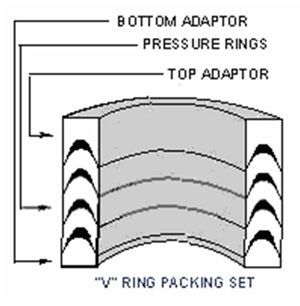 BOTTOM ADAPTOR
PRESSURE RINGS
TOP ADAPTOR
"V" RING PACKING SET